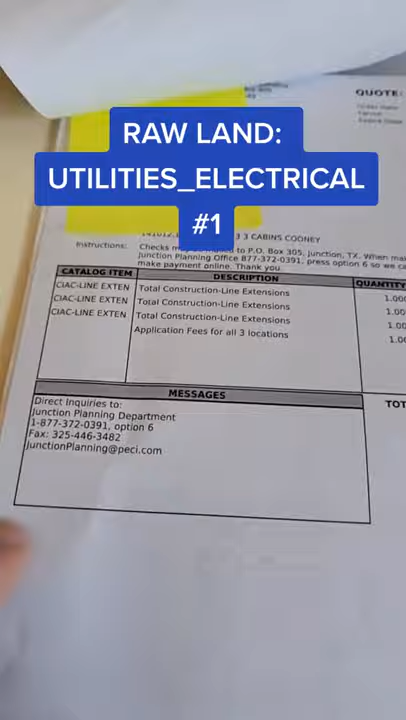 QUOTE:
RAW LAND:
UTILITIES_ELECTRICAL
#1
3 3 CABINS COONEY
Instructions:
Checks may be mailed to P.O. Box 305, Junction, TX. When
Junction Planning Office 877-372-0391, press option 6 so we
make payment online. Thank you
CATALOG ITEM DESCRIPTION QUANTITY
CIAC-LINE EXTEN Total Construction-Line Extensions
CIAC-LINE EXTEN Total Construction-Line Extensions
CIAC-LINE EXTEN Total Construction-Line Extensions
Application Fees for all 3 locations
MESSAGES
Direct Inquiries to:
Junction Planning Department
1-877-372-0391, option 6
Fax: 325-446-3482
JunctionPlanning@peci.com